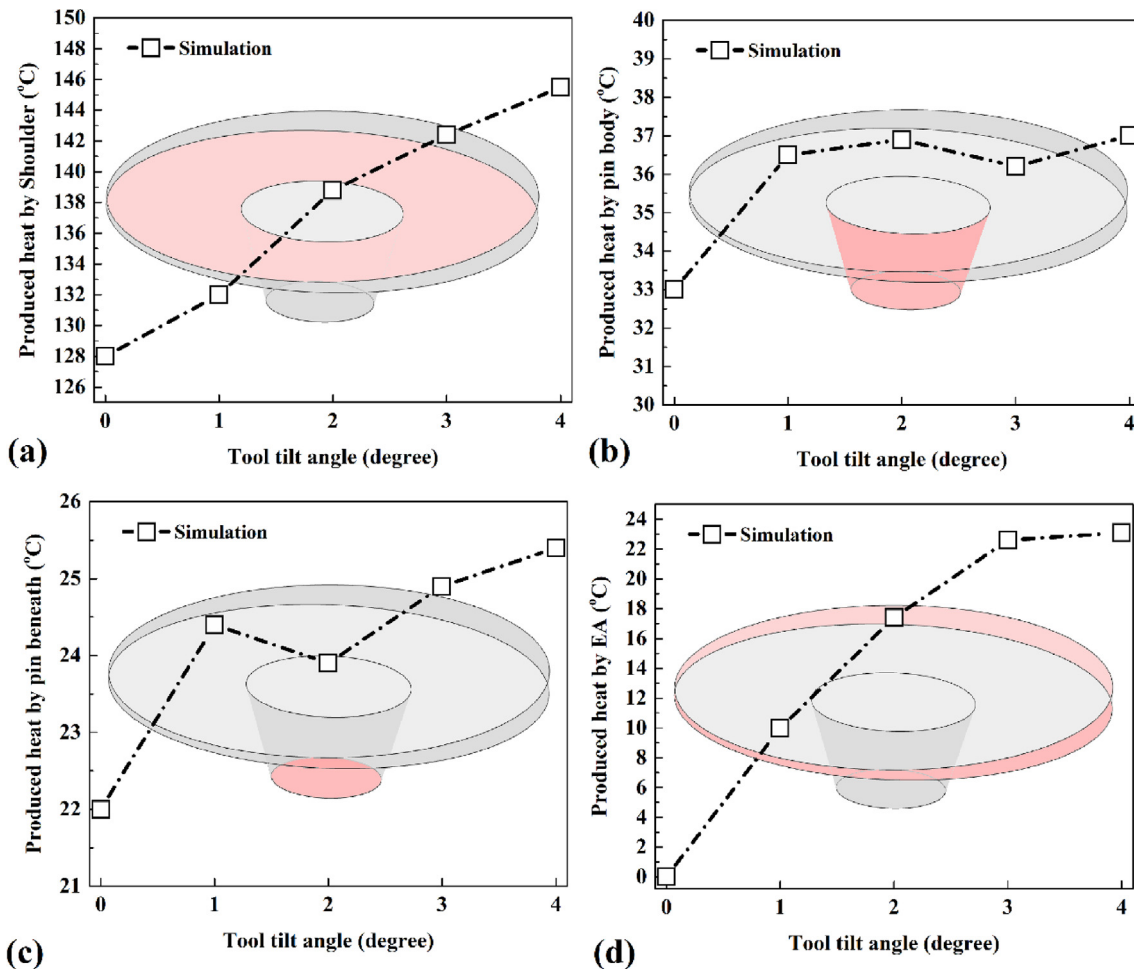 150
148
146
144
142
140
138
136
134
132
130
128
126
Simulation
Produced heat by Shoulder (°C)
0 1 2 3 4
Tool tilt angle (degree)
(a)
40
39
38
37
36
35
34
33
32
31
30
Simulation
Produced heat by pin body (°C)
0 1 2 3 4
Tool tilt angle (degree)
(b)
26
25
24
23
22
21
Simulation
Produced heat by pin beneath (°C)
0 1 2 3 4
Tool tilt angle (degree)
(c)
24
22
20
18
16
14
12
10
8
6
4
2
0
Simulation
Produced heat by EA (°C)
0 1 2 3 4
Tool tilt angle (degree)
(d)